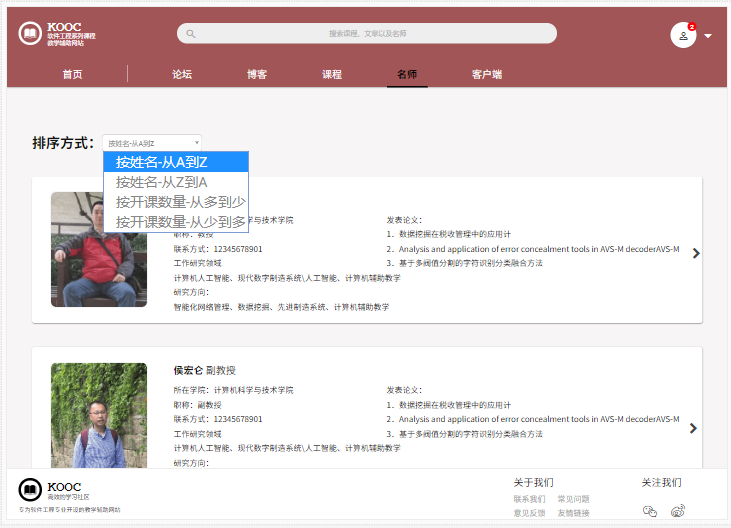 KOOC
软件工程系列课程
教学辅助网站
搜索课程、文章以及名师
2
首页
论坛
博客
课程
名师
客户端
排序方式：
按姓名-从A到Z
按姓名-从A到Z
按姓名-从Z到A
按开课数量-从多到少
按开课数量-从少到多
学与技术学院
职称：教授
联系方式：12345678901
工作研究领域
计算机人工智能、现代数字制造系统\人工智能、计算机辅助教学
研究方向：
智能化网络管理、数据挖掘、先进制造系统、计算机辅助教学
发表论文：
1．数据挖掘在税收管理中的应用计
2．Analysis and application of error concealment tools in AVS-M decoderAVS-M
3．基于多阈值分割的字符识别分类融合方法
侯宏仑 副教授
所在学院：计算机科学与技术学院
职称：副教授
联系方式：12345678901
工作研究领域
计算机人工智能、现代数字制造系统\人工智能、计算机辅助教学
研究方向：
发表论文：
1．数据挖掘在税收管理中的应用计
2．Analysis and application of error concealment tools in AVS-M decoderAVS-M
3．基于多阈值分割的字符识别分类融合方法
KOOC
高效的学习社区
专为软件工程专业开设的教学辅助网站
关于我们
联系我们 常见问题
意见反馈 友情链接
关注我们